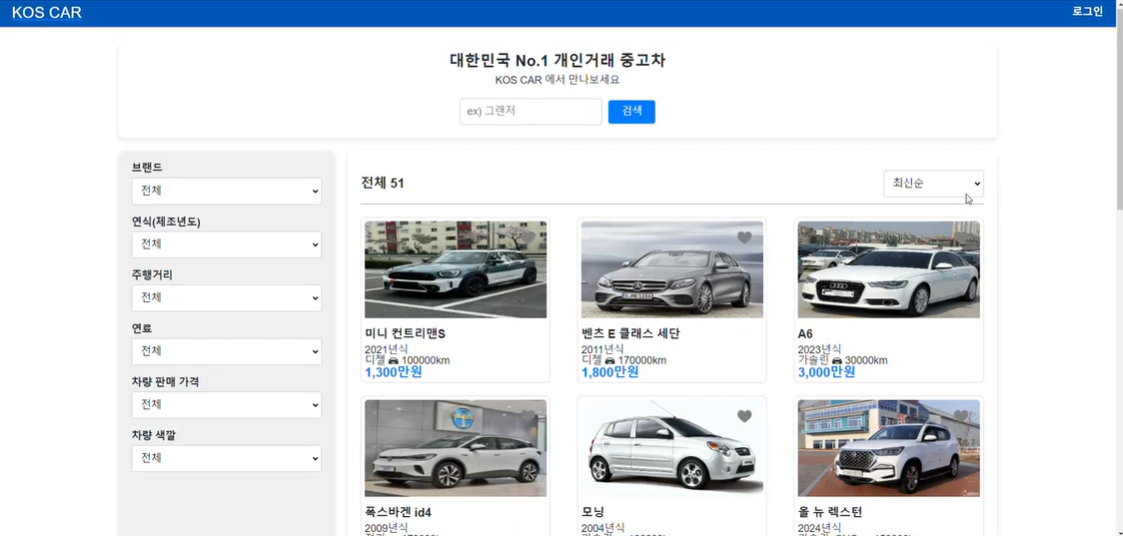 KOS CAR
로그인
대한민국 No.1 개인거래 중고차
KOS CAR 에서 만나보세요
ex) 그랜저
검색
브랜드
전체
연식(제조년도)
전체
주행거리
전체
연료
전체
차량 판매 가격
전체
차량 색깔
전체
전체 51
최신순
미니 컨트리맨S
2021년식
디젤 100000km
1,300만원
벤츠 E 클래스 세단
2011년식
디젤 170000km
1,800만원
A6
2023년식
가솔린 30000km
3,000만원
폭스바겐 id4
2009년식
모닝
2004년식
올 뉴 렉스턴
2024년식